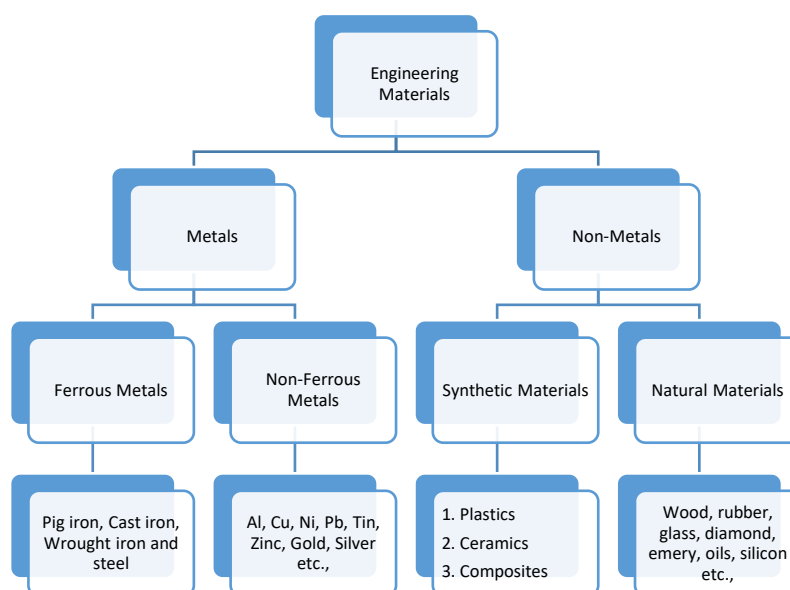 Engineering
Materials
Metals
Non-Metals
Ferrous Metals
Non-Ferrous
Metals
Synthetic Materials
Natural Materials
Pig iron, Cast iron,
Wrought iron and
steel
Al, Cu, Ni, Pb, Tin,
Zinc, Gold, Silver
etc.,
1. Plastics
2. Ceramics
3. Composites
Wood, rubber,
glass, diamond,
emery, oils, silicon
etc.,